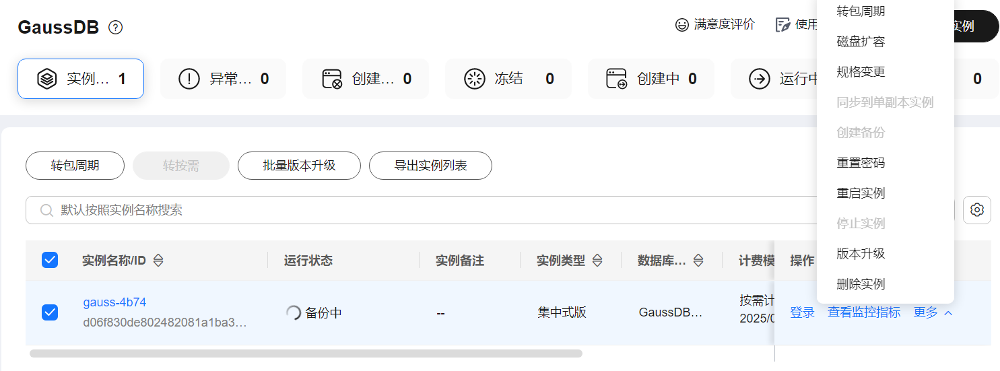 GaussDB
满意度评价
使用
实例
实例… 1
异常… 0
创建… 0
冻结 0
创建中 0
运行中
0
转包周期
磁盘扩容
规格变更
同步到单副本实例
创建备份
重置密码
重启实例
停止实例
版本升级
删除实例
转包周期
转按需
批量版本升级
导出实例列表
默认按照实例名称搜索
实例名称/ID
运行状态
实例备注
实例类型
数据库…
计费模
操作
gauss-4b74
d06f830de802482081a1ba3…
备份中
--
集中式版
GaussDB…
按需计
2025/0
登录
查看监控指标
更多